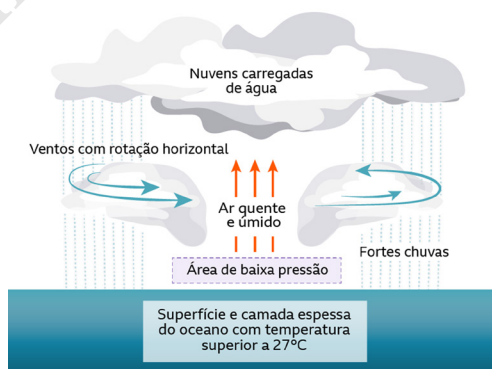 Nuvens carregadas
de água
Ventos com rotação horizontal
Ar quente
e úmido
Fortes chuvas
Área de baixa pressão
Superfície e camada espessa
do oceano com temperatura
superior a 27°C